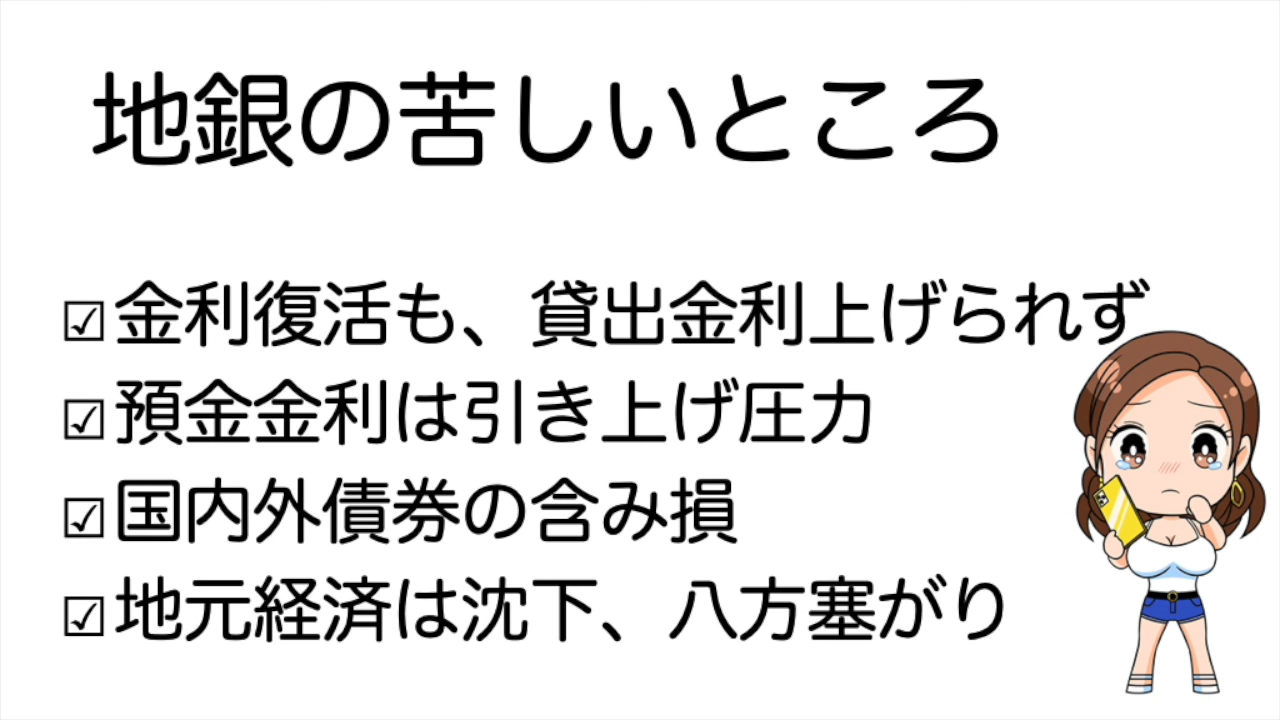 地銀の苦しいところ
☑金利復活も、貸出金利上げられず
☑預金金利は引き上げ圧力
☑国内外債券の含み損
☑地元経済は沈下、八方塞がり